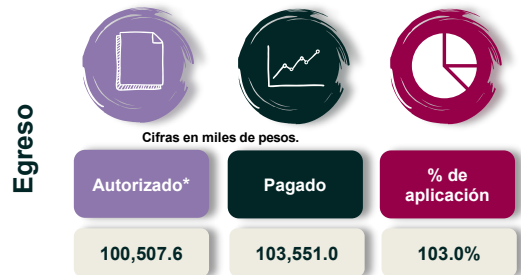 Egreso
Cifras en miles de pesos.
Autorizado*
Pagado
% de
aplicación
100,507.6
103,551.0
103.0%